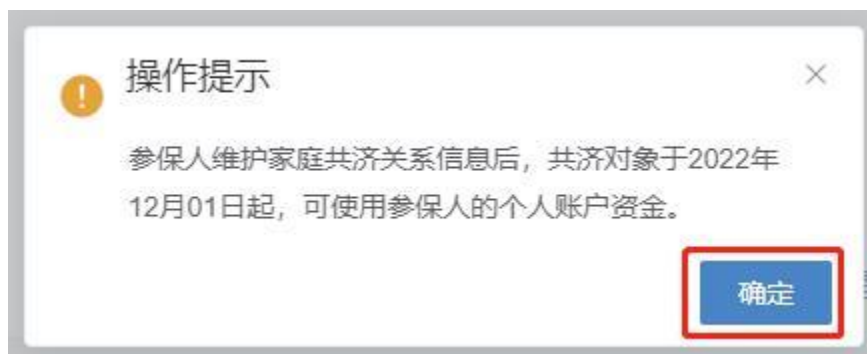 操作提示
参保人维护家庭共济关系信息后，共济对象于2022年
12月01日起，可使用参保人的个人账户资金。
确定